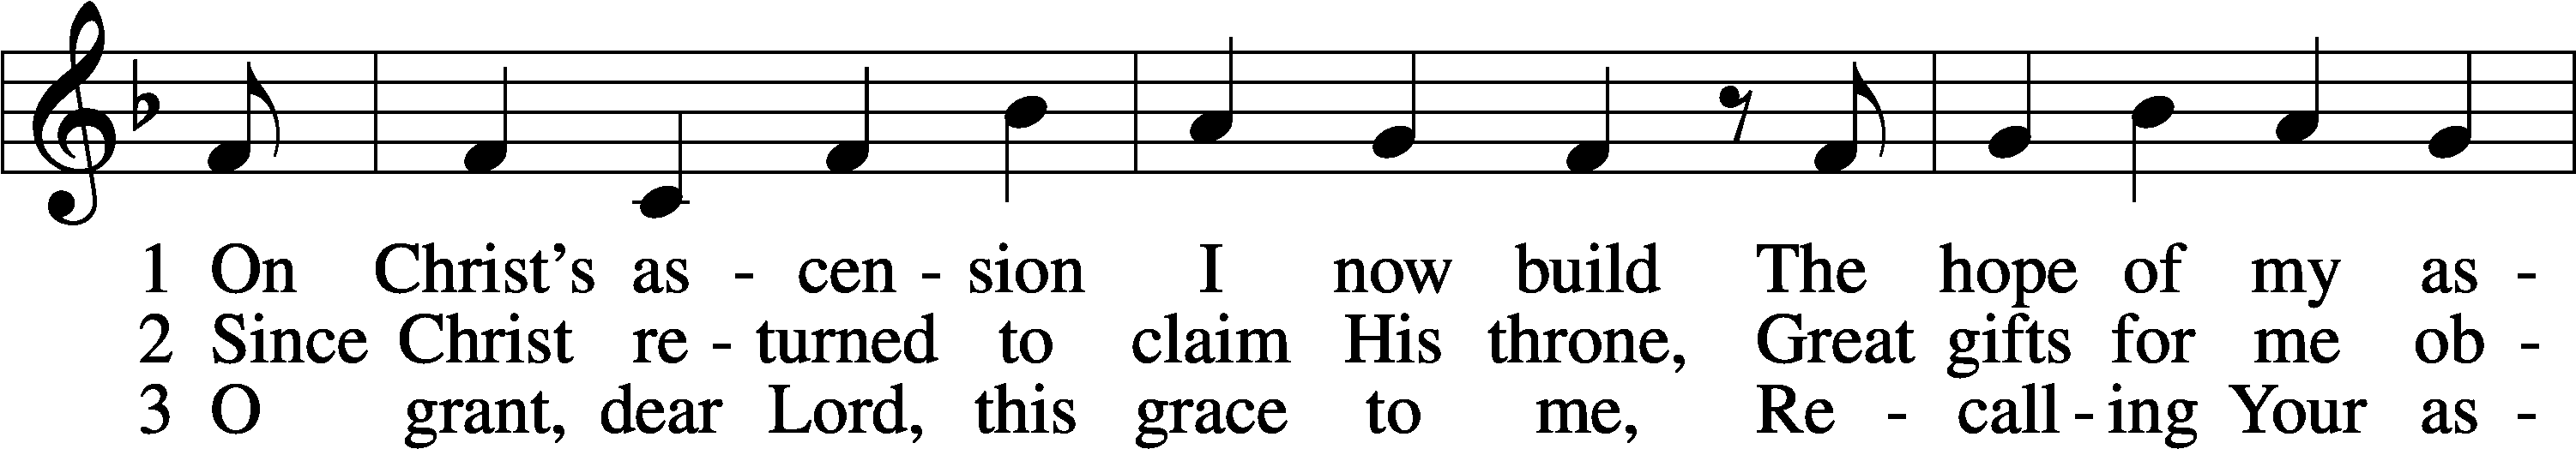 1 On Christ's as - cen - sion I now build The hope of my as -
2 Since Christ re - turned to claim His throne, Great gifts for me ob -
3 O grant, dear Lord, this grace to me, Re - call - ing Your as -